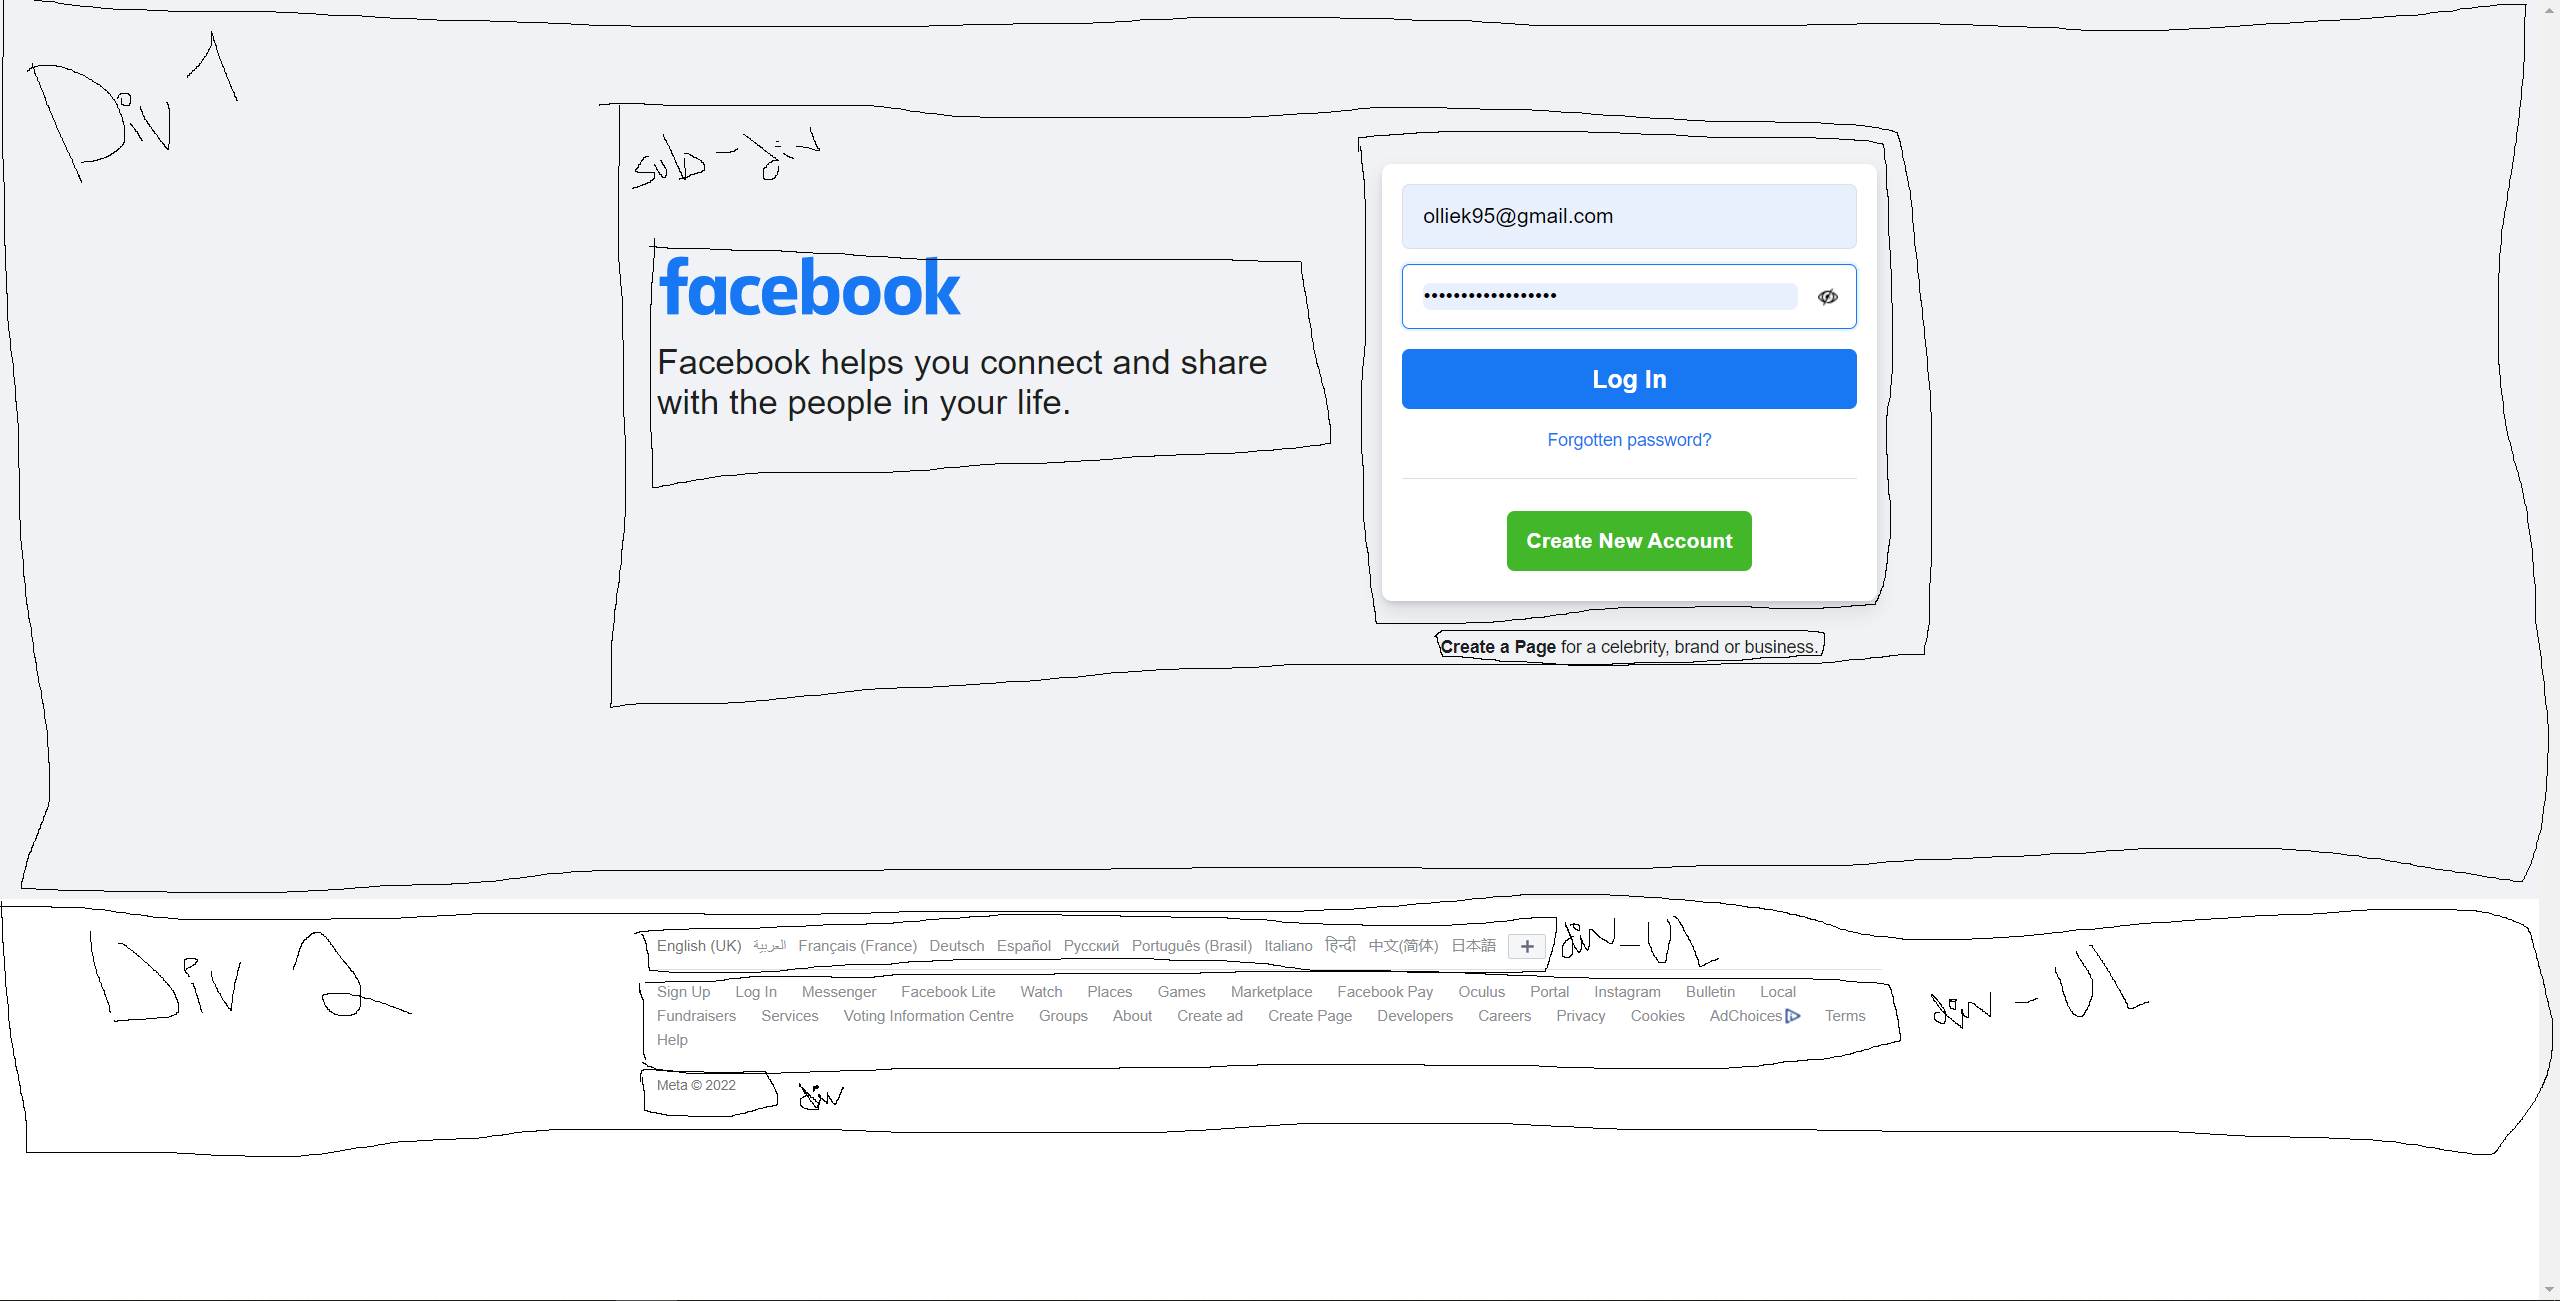 Div 1
sub-div
olliek95@gmail.com
facebook
••••••••••••••••••
Facebook helps you connect and share
with the people in your life.
Log In
Forgotten password?
Create New Account
Create a Page for a celebrity, brand or business.
Div 2
English (UK) العربية Français (France) Deutsch Español Русский Português (Brasil) Italiano हिन्दी 中文(简体) 日本語 +
div-UL
Sign Up Log In Messenger Facebook Lite Watch Places Games Marketplace Facebook Pay Oculus Portal Instagram Bulletin Local
Fundraisers Services Voting Information Centre Groups About Create ad Create Page Developers Careers Privacy Cookies AdChoices Terms
Help
div-UL
Meta © 2022
div